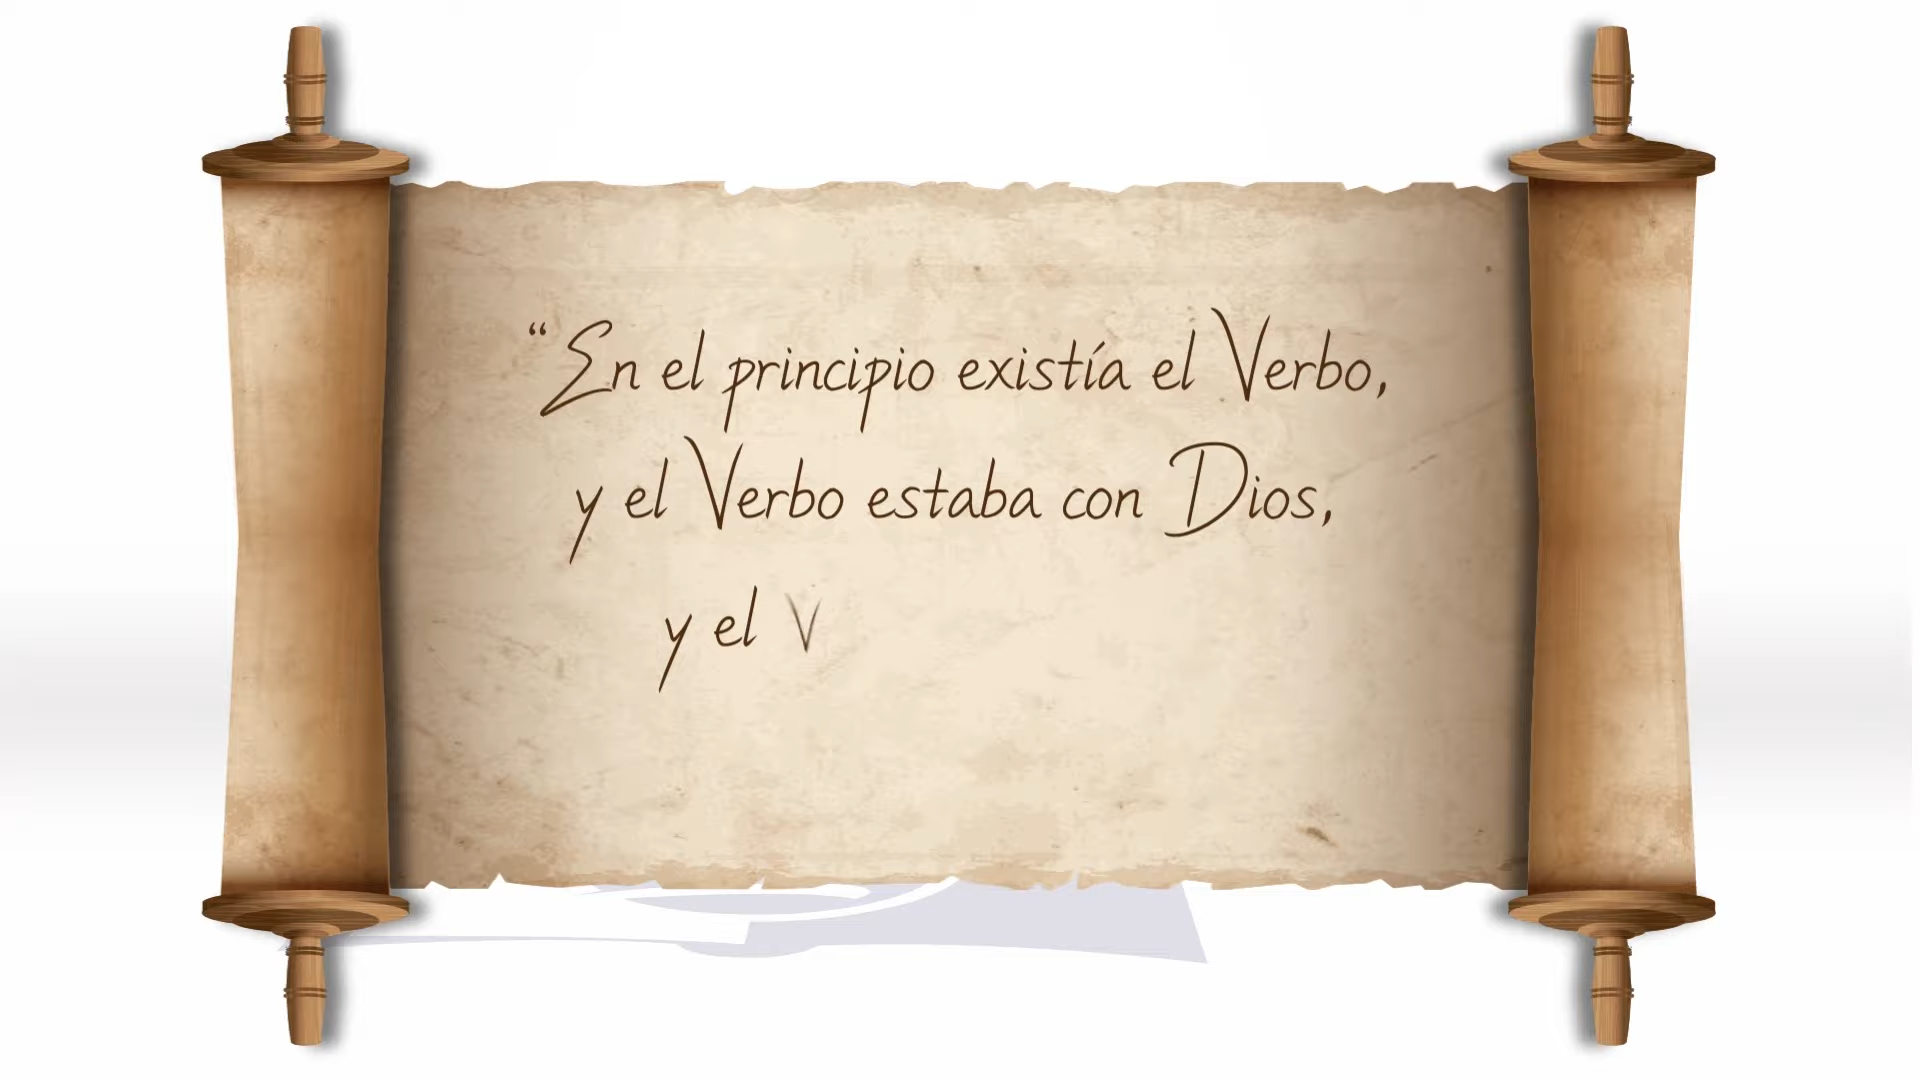 “En el principio existía el Verbo,
y el Verbo estaba con Dios,
y el V